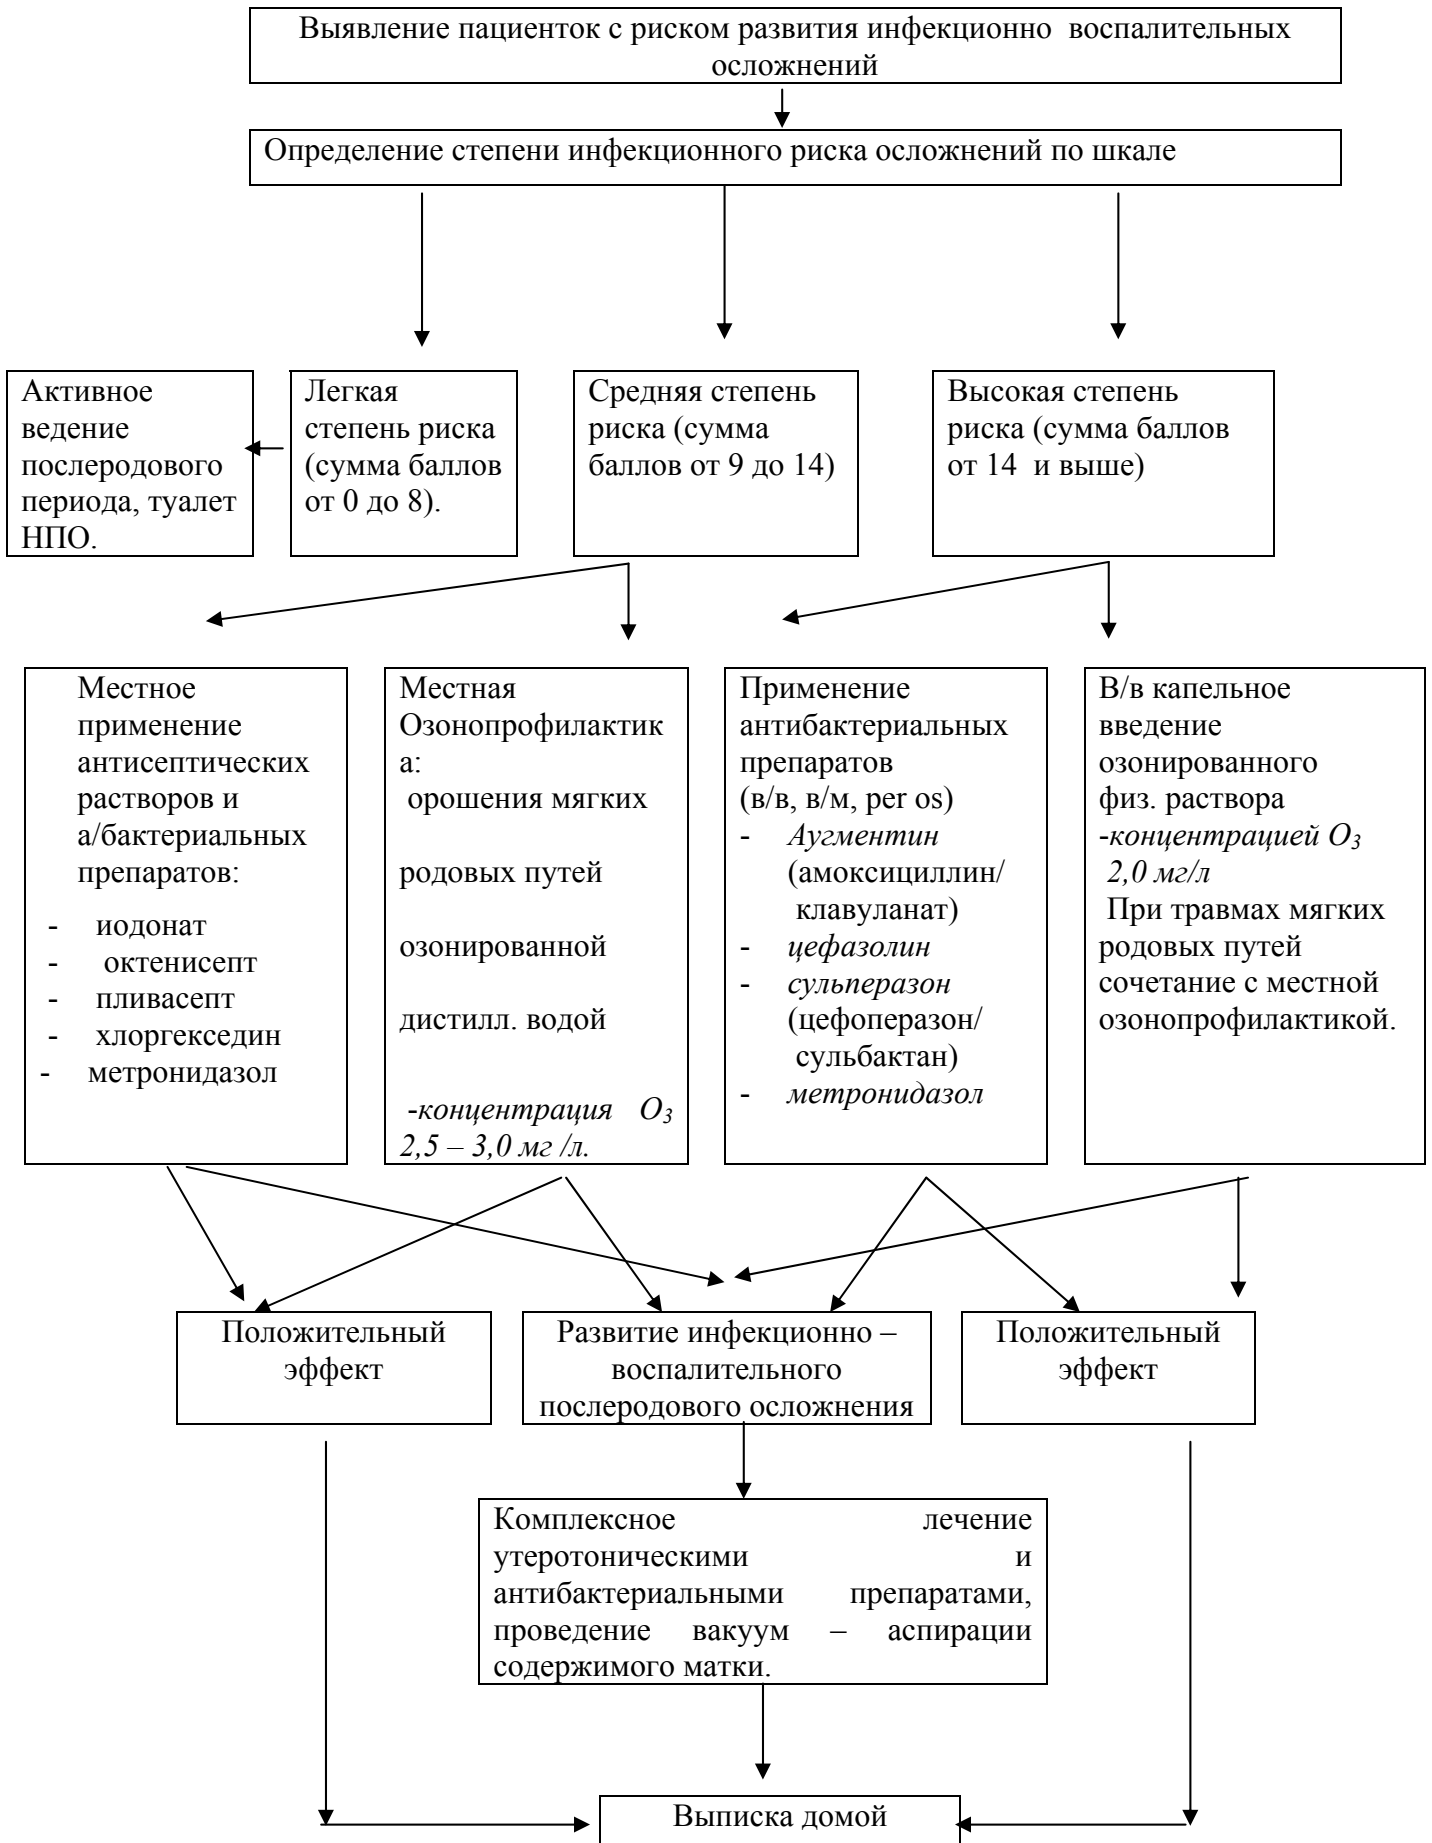 Выявление пациенток с риском развития инфекционно  воспалительных
осложнений
Определение степени инфекционного риска осложнений по шкале
Активное
ведение
послеродового
периода, туалет
НПО.
Легкая
степень риска
(сумма баллов
от 0 до 8).
Средняя степень
риска (сумма
баллов от 9 до 14)
Высокая степень
риска (сумма баллов
от 14  и выше)
Местное
применение
антисептических
растворов и
а/бактериальных
препаратов:
- иодонат
- октенисепт
- пливасепт
- хлоргекседин
- метронидазол
Местная
Озонопрофилактик
а:
орошения мягких
родовых путей
озонированной
дистилл. водой
-концентрация O₃
2,5 – 3,0 мг /л.
Применение
антибактериальных
препаратов
(в/в, в/м, per os)
- Аугментин
(амоксициллин/
клавуланат)
- цефазолин
- сульперазон
(цефоперазон/
сульбактан)
- метронидазол
В/в капельное
введение
озонированного
физ. раствора
-концентрацией O₃
2,0 мг/л
При травмах мягких
родовых путей
сочетание с местной
озонопрофилактикой.
Положительный
эффект
Развитие инфекционно –
воспалительного
послеродового осложнения
Положительный
эффект
Комплексное лечение
утеротоническими и
антибактериальными препаратами,
проведение вакуум – аспирации
содержимого матки.
Выписка домой